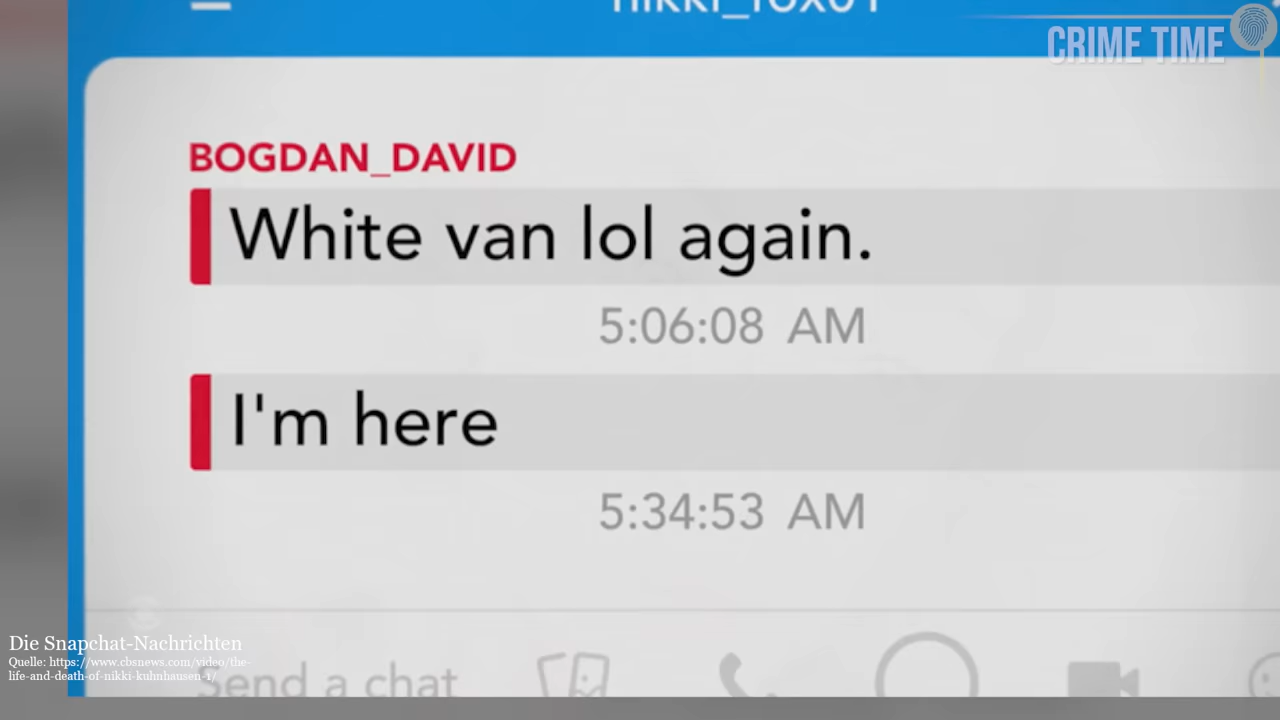 nikki_fox01
CRIME TIME
BOGDAN_DAVID
White van lol again.
5:06:08 AM
I'm here
5:34:53 AM
Send a chat
Die Snapchat-Nachrichten
Quelle: https://www.cbsnews.com/video/the-
life-and-death-of-nikki-kuhnhausen-1/